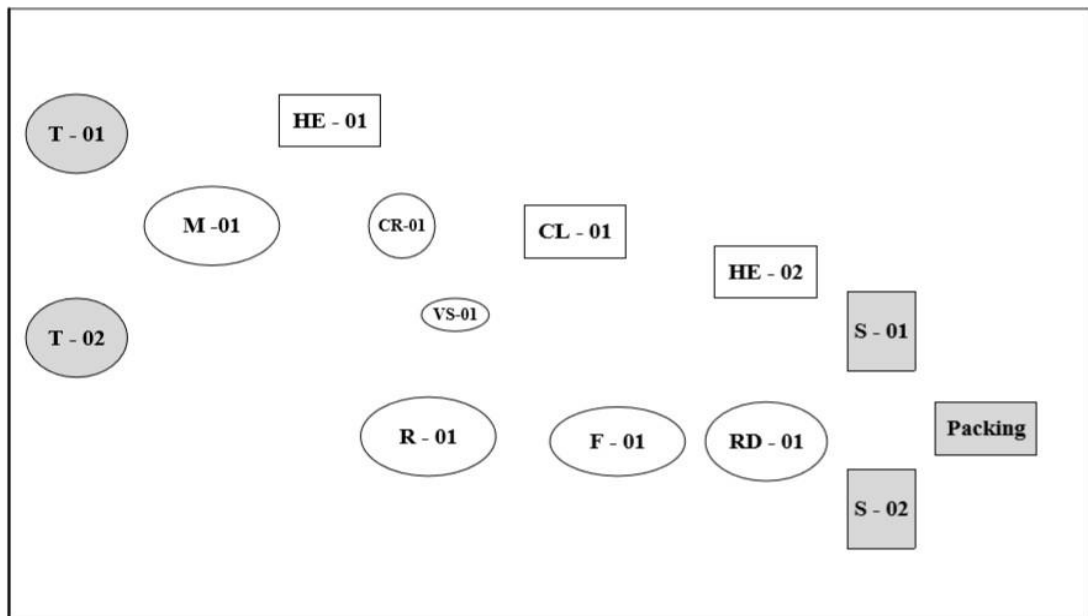 T - 01
HE - 01
M -01
CR-01
CL - 01
HE - 02
T - 02
VS-01
S - 01
R - 01
F - 01
RD - 01
Packing
S - 02